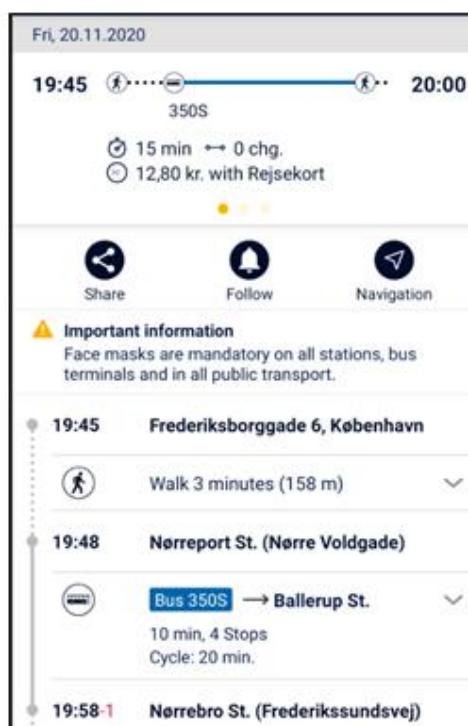 Fri, 20.11.2020
19:45 20:00
350S
15 min 0 chg.
12,80 kr. with Rejsekort
Share Follow Navigation
Important information
Face masks are mandatory on all stations, bus
terminals and in all public transport.
19:45 Frederiksborggade 6, København
Walk 3 minutes (158 m)
19:48 Nørreport St. (Nørre Voldgade)
Bus 350S → Ballerup St.
10 min, 4 Stops
Cycle: 20 min.
19:58-1 Nørrebro St. (Frederikssundsvej)